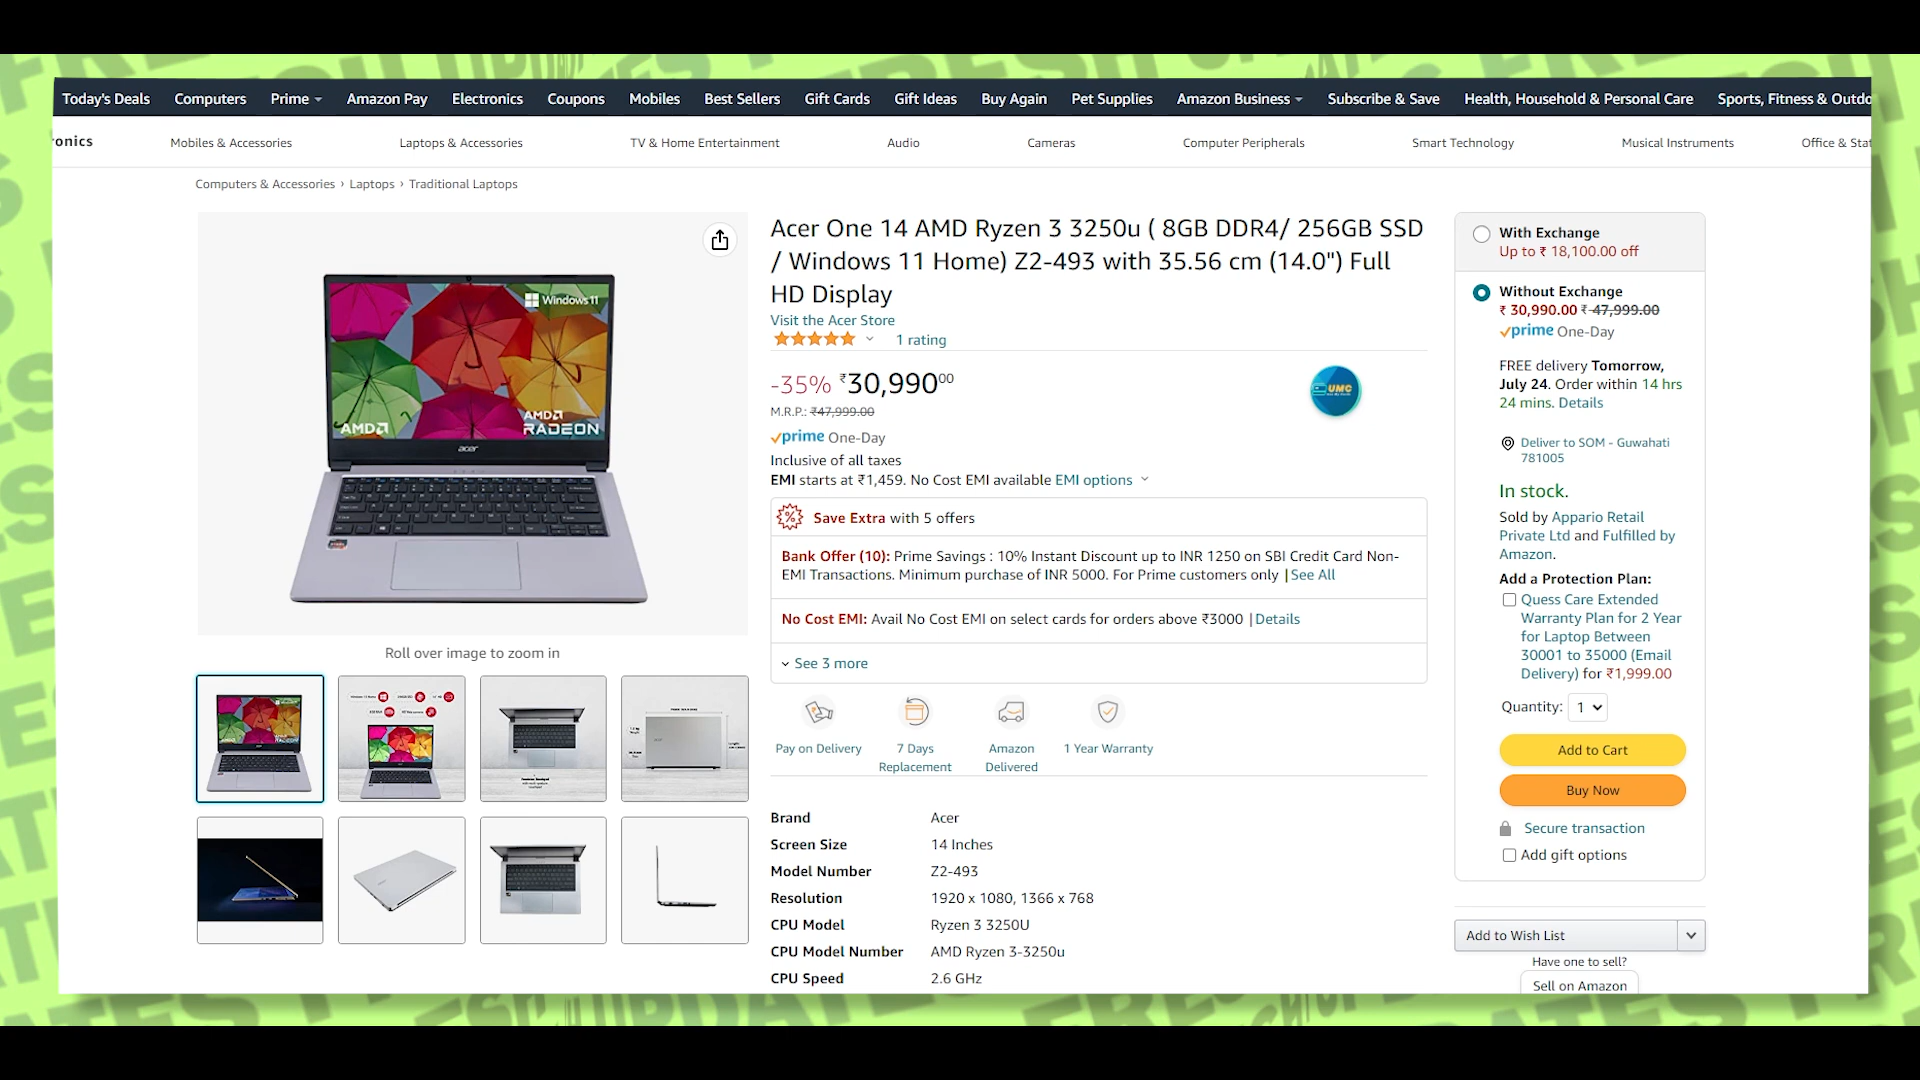 Today's Deals Computers Prime Amazon Pay Electronics Coupons Mobiles Best Sellers Gift Cards Gift Ideas Buy Again Pet Supplies Amazon Business Subscribe & Save Health, Household & Personal Care Sports, Fitness & Outdo
onics Mobiles & Accessories Laptops & Accessories TV & Home Entertainment Audio Cameras Computer Peripherals Smart Technology Musical Instruments Office & Stat
Computers & Accessories › Laptops › Traditional Laptops
Windows 11
AMD
AMD
RADEON
acer
Roll over image to zoom in
Acer One 14 AMD Ryzen 3 3250u ( 8GB DDR4/ 256GB SSD
/ Windows 11 Home) Z2-493 with 35.56 cm (14.0") Full
HD Display
Visit the Acer Store
1 rating
-35% ₹30,99000
M.R.P.: ₹47,999.00
prime One-Day
Inclusive of all taxes
EMI starts at ₹1,459. No Cost EMI available EMI options
UMC
Save Extra with 5 offers
Bank Offer (10): Prime Savings : 10% Instant Discount up to INR 1250 on SBI Credit Card Non-
EMI Transactions. Minimum purchase of INR 5000. For Prime customers only | See All
No Cost EMI: Avail No Cost EMI on select cards for orders above ₹3000 | Details
See 3 more
Pay on Delivery
7 Days
Replacement
Amazon
Delivered
1 Year Warranty
Brand Acer
Screen Size 14 Inches
Model Number Z2-493
Resolution 1920 x 1080, 1366 x 768
CPU Model Ryzen 3 3250U
CPU Model Number AMD Ryzen 3-3250u
CPU Speed 2.6 GHz
With Exchange
Up to ₹ 18,100.00 off
Without Exchange
₹ 30,990.00 ₹ 47,999.00
prime One-Day
FREE delivery Tomorrow,
July 24. Order within 14 hrs
24 mins. Details
Deliver to SOM - Guwahati
781005
In stock.
Sold by Appario Retail
Private Ltd and Fulfilled by
Amazon.
Add a Protection Plan:
Quess Care Extended
Warranty Plan for 2 Year
for Laptop Between
30001 to 35000 (Email
Delivery) for ₹1,999.00
Quantity: 1
Add to Cart
Buy Now
Secure transaction
Add gift options
Add to Wish List
Have one to sell?
Sell on Amazon